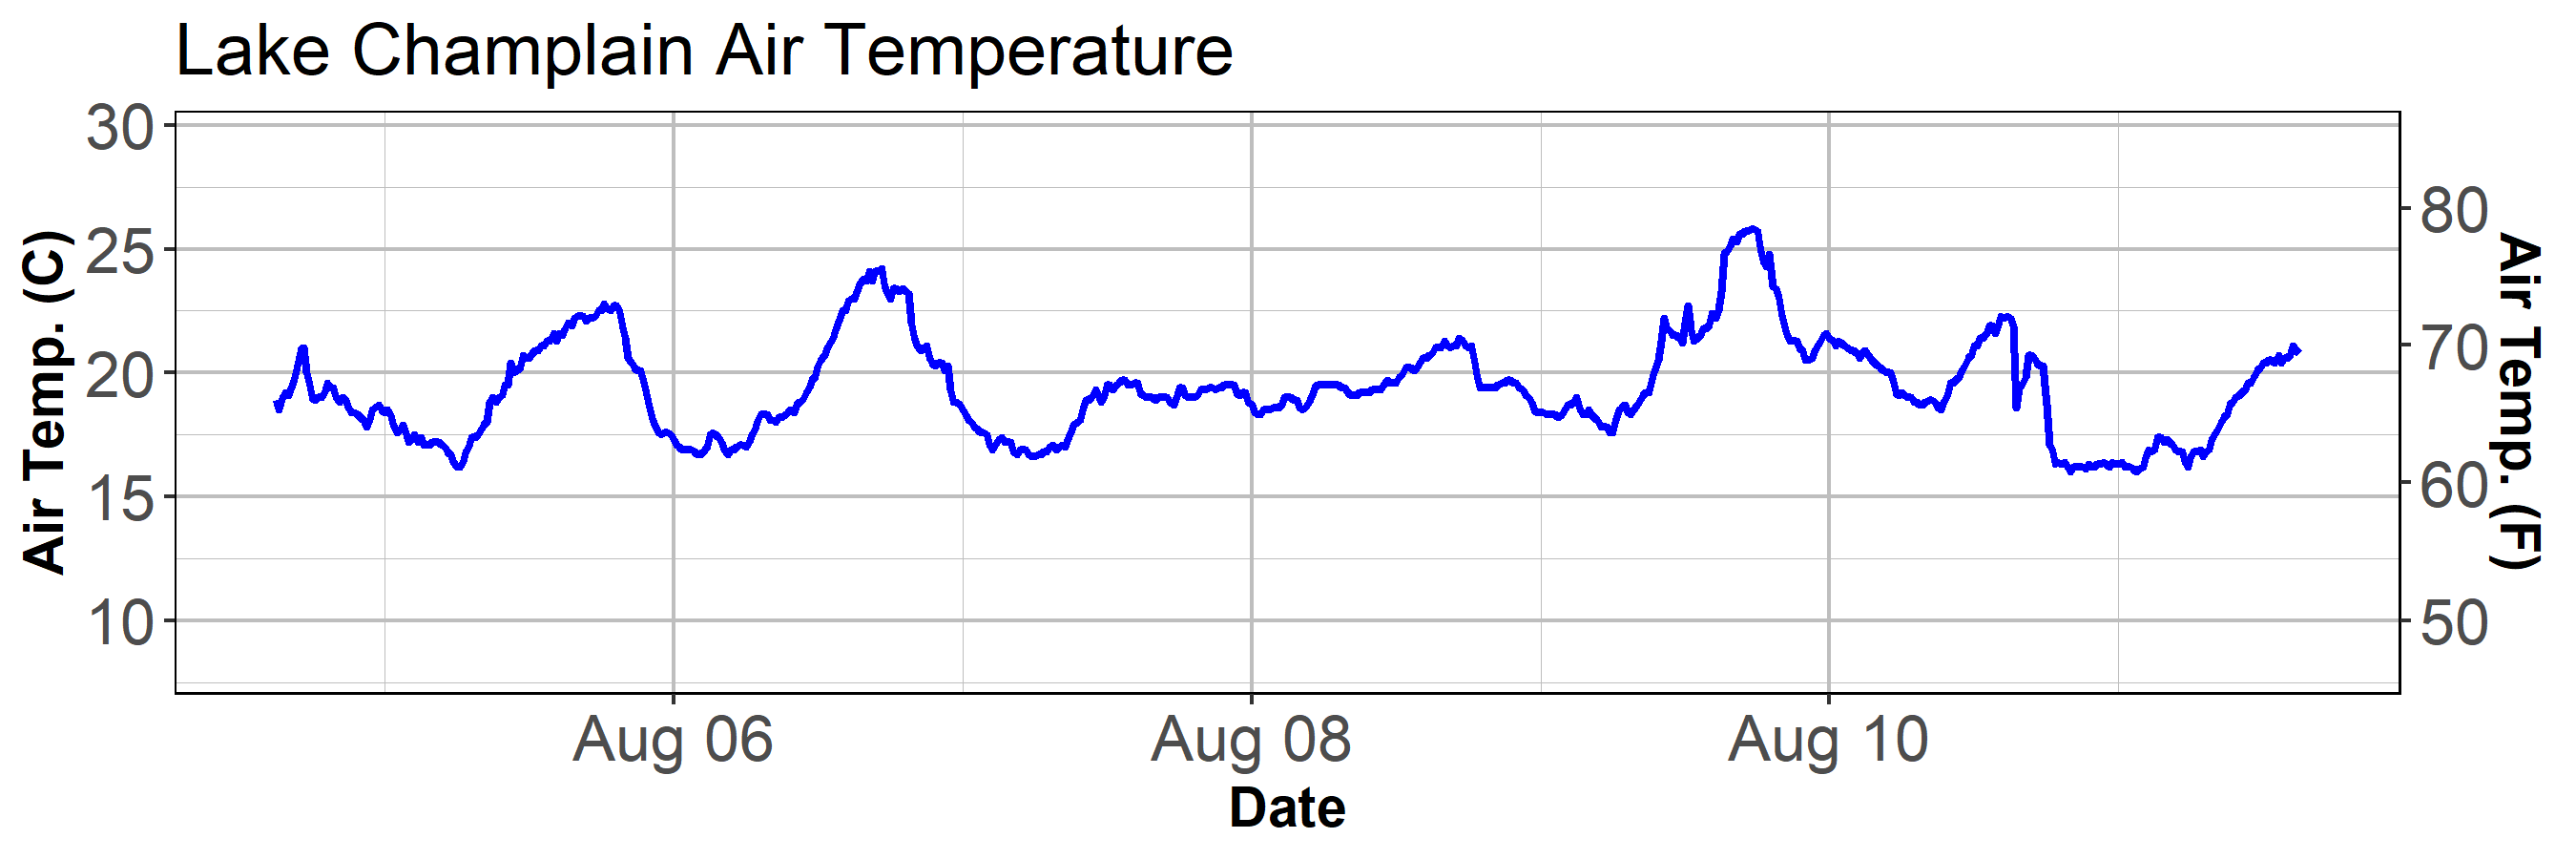 Lake Champlain Air Temperature
Air Temp. (C)
30
25
20
15
10
80
70
60
50
Air Temp. (F)
Aug 06
Aug 08
Aug 10
Date